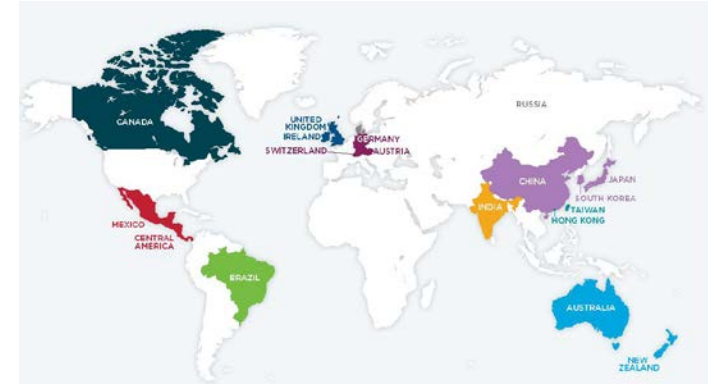 CANADA
UNITED
KINGDOM
IRELAND
SWITZERLAND
GERMANY
AUSTRIA
RUSSIA
CHINA
JAPAN
SOUTH KOREA
TAIWAN
HONG KONG
INDIA
MEXICO
CENTRAL
AMERICA
BRAZIL
AUSTRALIA
NEW
ZEALAND